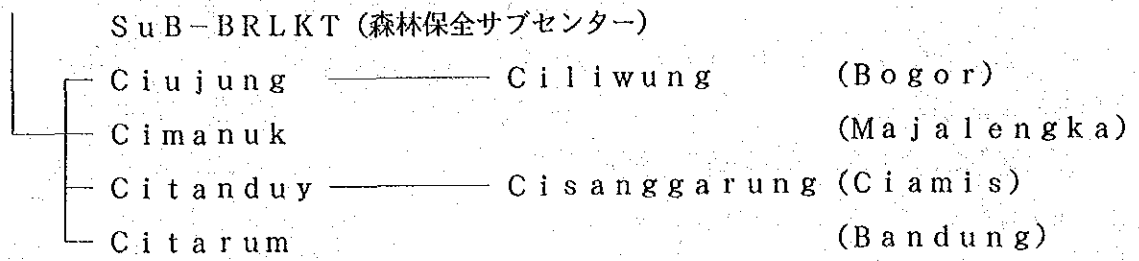 SuB-BRLKT（森林保全サブセンター）
Ciujung ――― Ciliwung (Bogor)
Cimanuk (Majalengka)
Citanduy ――― Cisanggarung (Ciamis)
Citarum (Bandung)